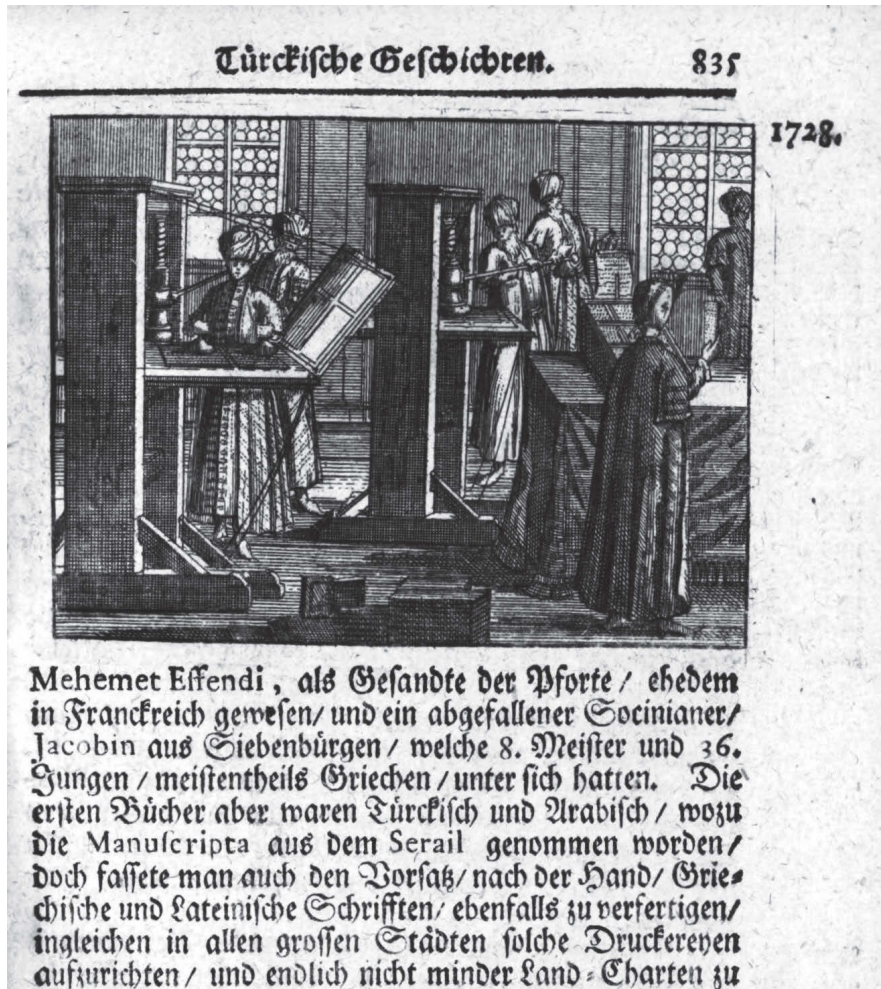 Türckische Geschichten. 835
1728.
Mehemet Effendi, als Gesandte der Pforte / ehedem
in Franckreich gewesen / und ein abgefallener Socinianer /
Jacobin aus Siebenbürgen / welche 8. Meister und 36.
Jungen / meistentheils Griechen / unter sich hatten. Die
ersten Bücher aber waren Türckisch und Arabisch / wozu
die Manuscripta aus dem Serail genommen worden /
doch fassete man auch den Vorsatz / nach der Hand / Grie-
chische und Lateinische Schrifften / ebenfalls zu verfertigen /
ingleichen in allen grossen Städten solche Druckereyen
aufzurichten / und endlich nicht minder Land-Charten zu